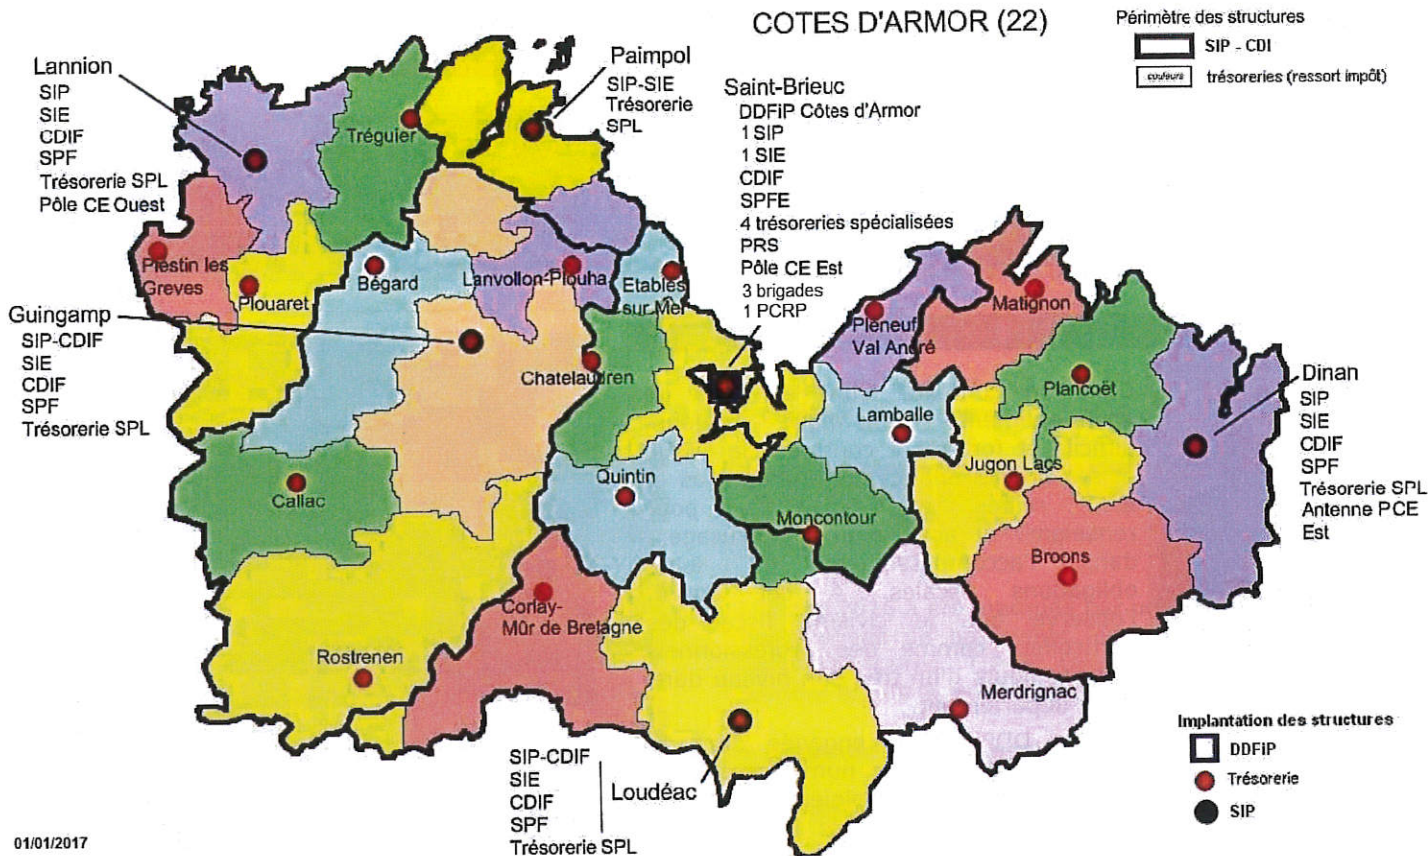 COTES D'ARMOR (22)
Périmètre des structures
SIP - CDI
couleurs
trésoreries (ressort impôt)
Lannion
SIP
SIE
CDIF
SPF
Trésorerie SPL
Pôle CE Ouest
Paimpol
SIP-SIE
Trésorerie
SPL
Saint-Brieuc
DDFiP Côtes d'Armor
1 SIP
1 SIE
CDIF
SPFE
4 trésoreries spécialisées
PRS
Pôle CE Est
3 brigades
1 PCRP
Tréguier
Plestin les
Greves
Plouaret
Bégard
Lanvollon-Plouha
Etables
sur Mer
Pleneuf
Val André
Matignon
Guingamp
SIP-CDIF
SIE
CDIF
SPF
Trésorerie SPL
Chatelaudren
Plancoët
Lamballe
Dinan
SIP
SIE
CDIF
SPF
Trésorerie SPL
Antenne PCE
Est
Callac
Quintin
Jugon Lacs
Moncontour
Broons
Corlay-
Mûr de Bretagne
Rostrenen
Merdrignac
SIP-CDIF
SIE
CDIF
SPF
Trésorerie SPL
Loudéac
Implantation des structures
DDFiP
Trésorerie
SIP
01/01/2017